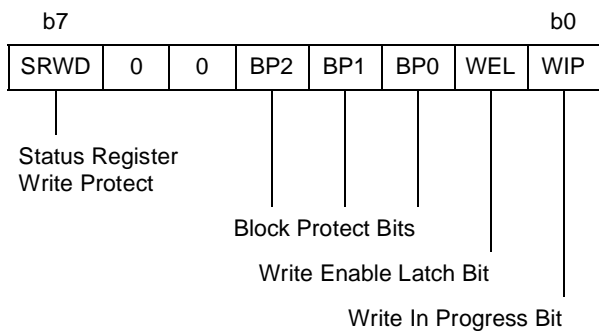 b7 b0
SRWD 0 0 BP2 BP1 BP0 WEL WIP
Status Register
Write Protect
Block Protect Bits
Write Enable Latch Bit
Write In Progress Bit